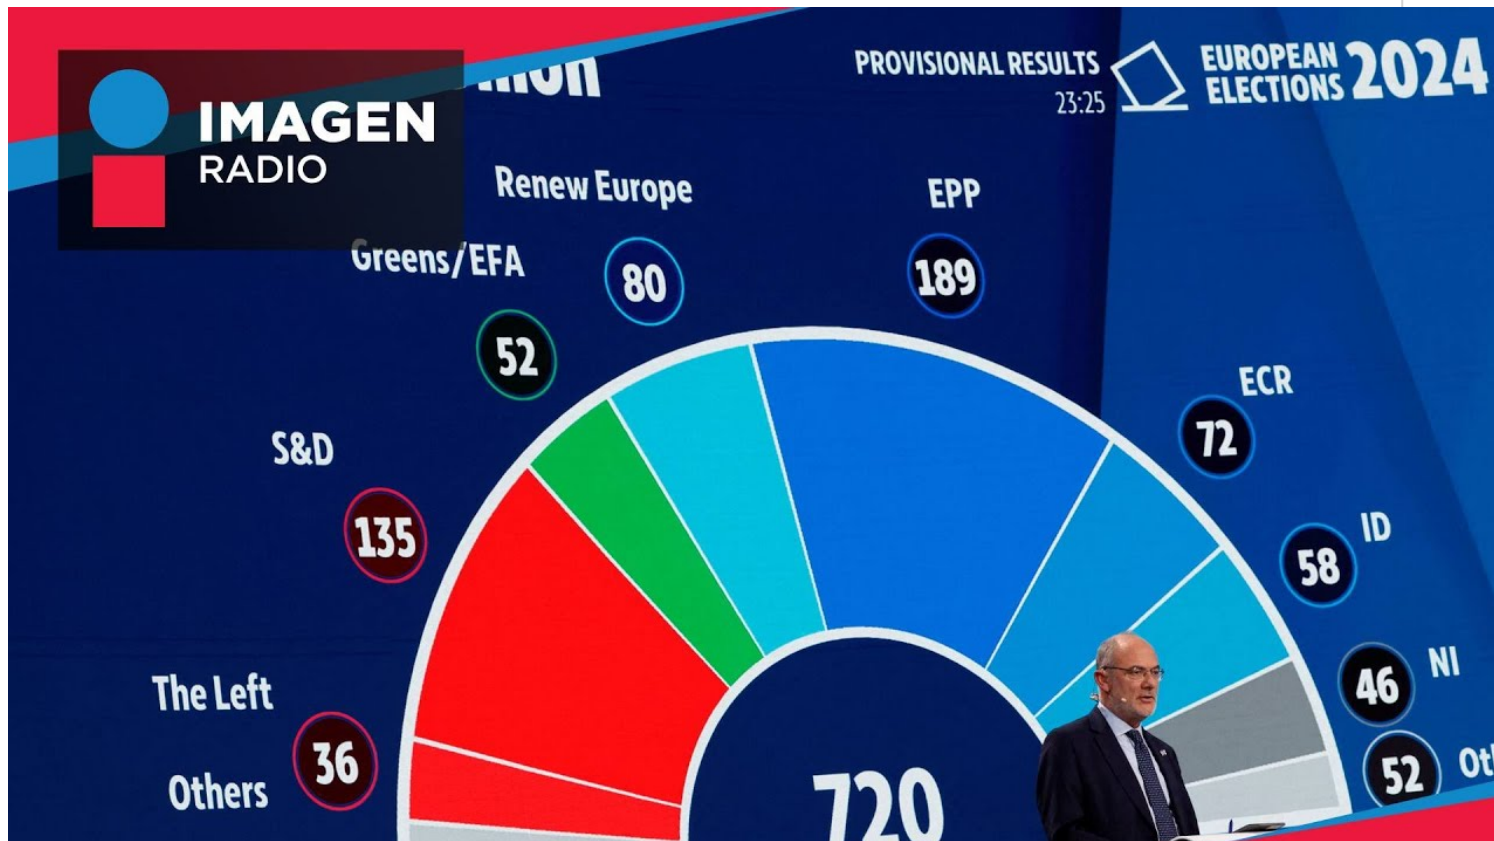 IMAGEN
RADIO
PROVISIONAL RESULTS
23:25
EUROPEAN
ELECTIONS
2024
Renew Europe
80
EPP
189
Greens/EFA
52
ECR
72
S&D
135
ID
58
The Left
36
NI
46
Others
52
720